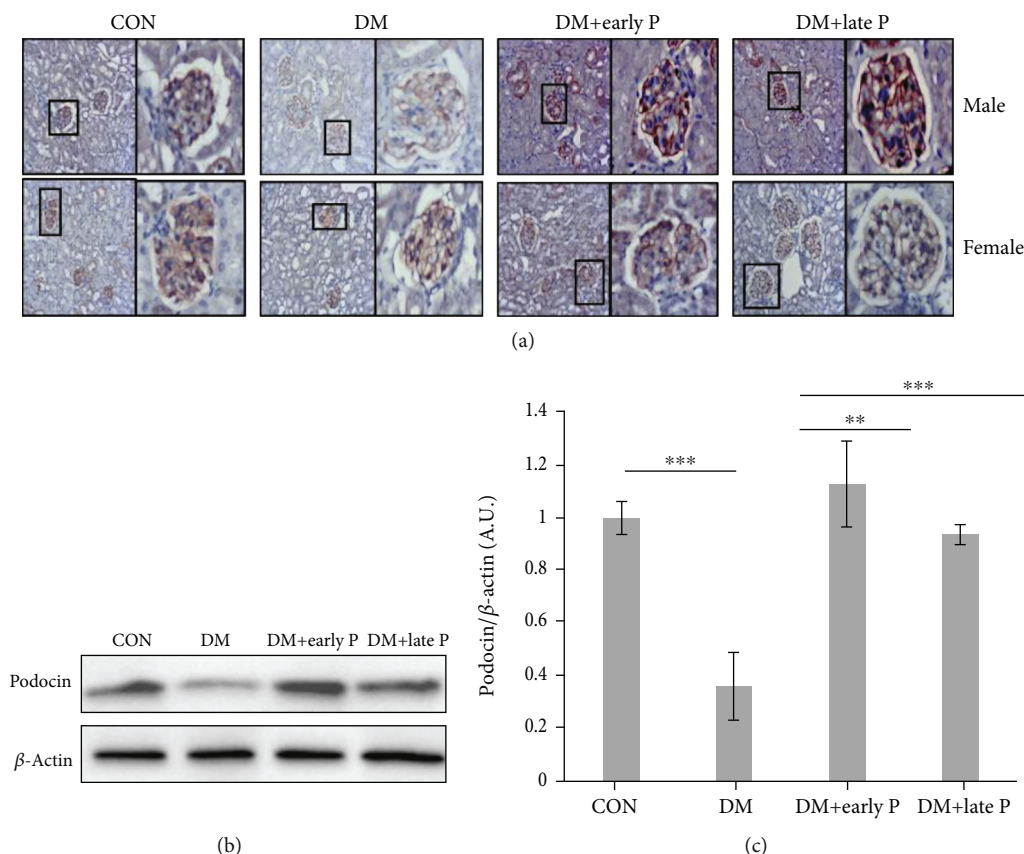 CON DM DM+early P DM+late P
Male
Female
(a)
CON DM DM+early P DM+late P
Podocin
β-Actin
(b)
Podocin/β-actin (A.U.)
1.4
1.2
1
0.8
0.6
0.4
0.2
0
***
**
***
CON DM DM+early P DM+late P
(c)